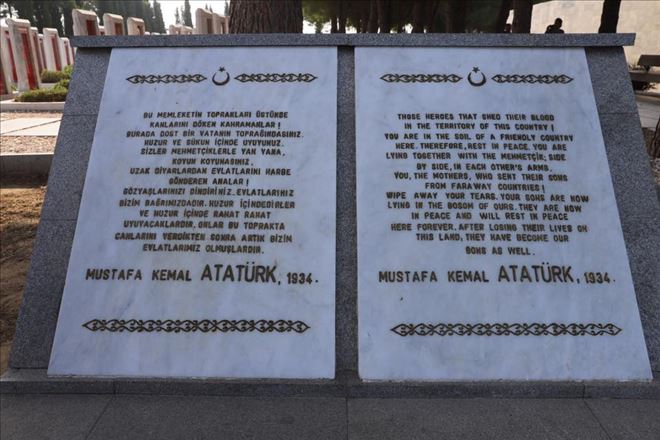 BU MEMLEKETİN TOPRAKLARI ÜSTÜNDE
KANLARINI DÖKEN KAHRAMANLAR!
BURADA DOST BİR VATANIN TOPRAĞINDASINIZ.
HUZUR VE SÜKUN İÇİNDE UYUYUNUZ.
SİZLER MEHMETÇİKLERLE YAN YANA,
KOYUN KOYUNASINIZ.
UZAK DİYARLARDAN EVLATLARINI HARBE
GÖNDEREN ANALAR!
GÖZYAŞLARINIZI DİNDİRİNİZ. EVLATLARINIZ
BİZİM BAĞRINIZDADIR. HUZUR İÇİNDEDİRLER
VE HUZUR İÇİNDE RAHAT RAHAT
UYUYACAKLARDIR. ONLAR BU TOPRAKTA
CANLARINI VERDİKTEN SONRA ARTIK BİZİM
EVLATLARIMIZ OLMUŞLARDIR.
MUSTAFA KEMAL ATATÜRK, 1934.
THOSE HEROES THAT SHED THEIR BLOOD
IN THE TERRITORY OF THIS COUNTRY!
YOU ARE IN THE SOIL OF A FRIENDLY COUNTRY
HERE. THEREFORE, REST IN PEACE. YOU ARE
LYING TOGETHER WITH THE MEHMETÇİK; SIDE
BY SIDE, IN EACH OTHER'S ARMS.
YOU, THE MOTHERS, WHO SENT THEIR SONS
FROM FARAWAY COUNTRIES!
WIPE AWAY YOUR TEARS. YOUR SONS ARE NOW
LYING IN THE BOSOM OF OURS. THEY ARE NOW
IN PEACE AND WILL REST IN PEACE
HERE FOREVER. AFTER LOSING THEIR LIVES ON
THIS LAND, THEY HAVE BECOME OUR
SONS AS WELL.
MUSTAFA KEMAL ATATÜRK, 1934.